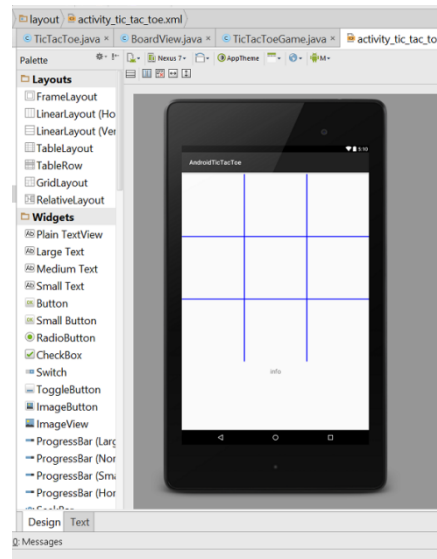 layout activity_tic_tac_toe.xml
TicTacToe.java × BoardView.java × TicTacToeGame.java × activity_tic_tac_to
Palette Nexus 7 AppTheme M
Layouts
FrameLayout
LinearLayout (Ho
LinearLayout (Ver
TableLayout
TableRow
GridLayout
RelativeLayout
Widgets
Plain TextView
Large Text
Medium Text
Small Text
Button
Small Button
RadioButton
CheckBox
Switch
ToggleButton
ImageButton
ImageView
ProgressBar (Larg
ProgressBar (Nor
ProgressBar (Sma
ProgressBar (Hor
5:10
AndroidTicTacToe
info
Design Text
0: Messages